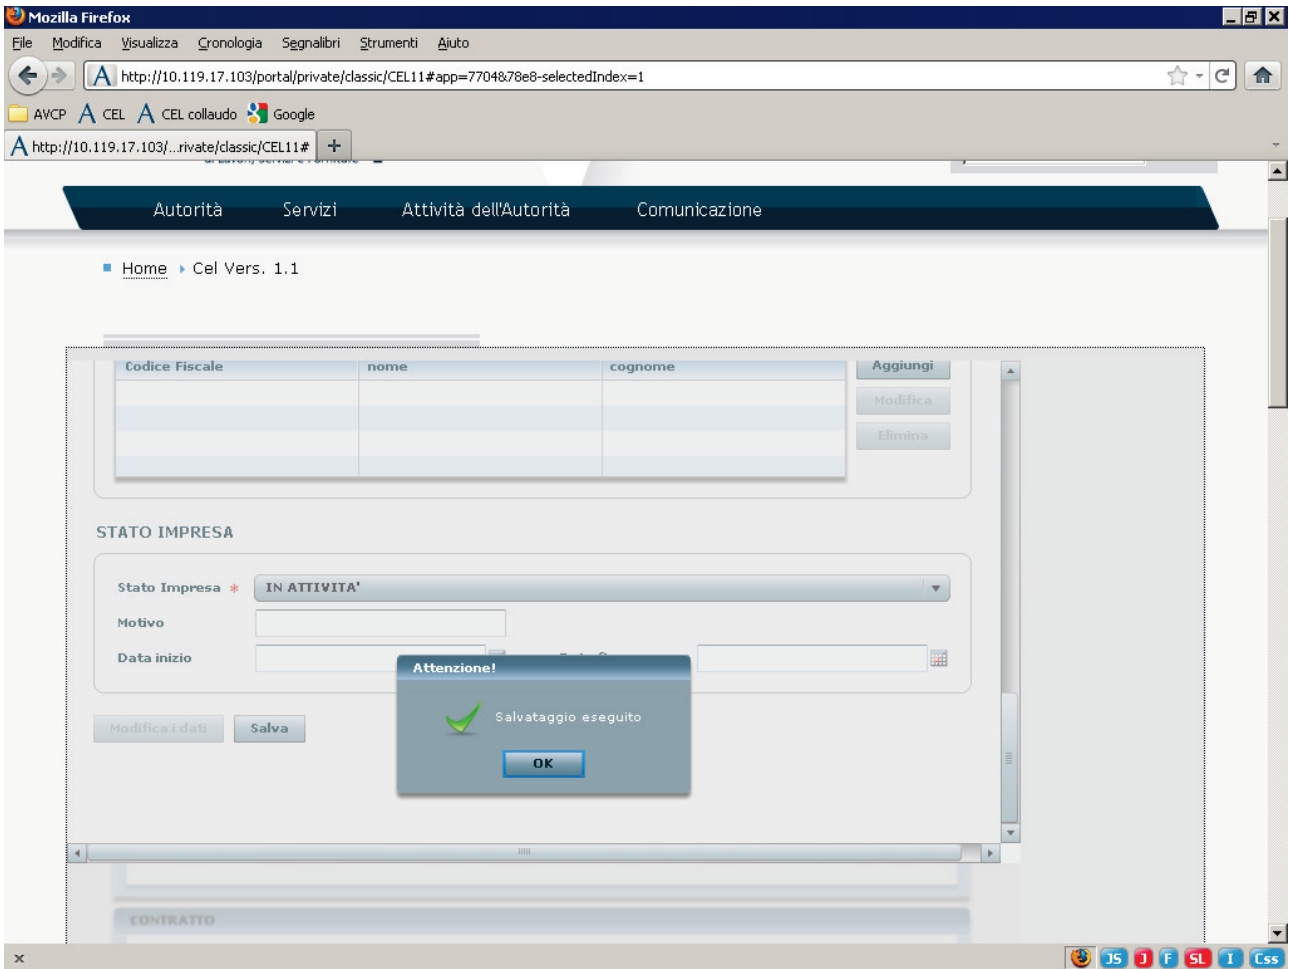 Mozilla Firefox
File Modifica Visualizza Cronologia Segnalibri Strumenti Aiuto
http://10.119.17.103/portal/private/classic/CEL11#app=7704&78e8-selectedIndex=1
AVCP CEL CEL collaudo Google
http://10.119.17.103/...rivate/classic/CEL11# +
Autorità Servizi Attività dell'Autorità Comunicazione
Home Cel Vers. 1.1
Codice Fiscale nome cognome Aggiungi
Modifica
Elimina
STATO IMPRESA
Stato Impresa * IN ATTIVITA'
Motivo
Data inizio
Attenzione!
Salvataggio eseguito
OK
Modifica i dati Salva
CONTRATTO
x JS J F SL I Css